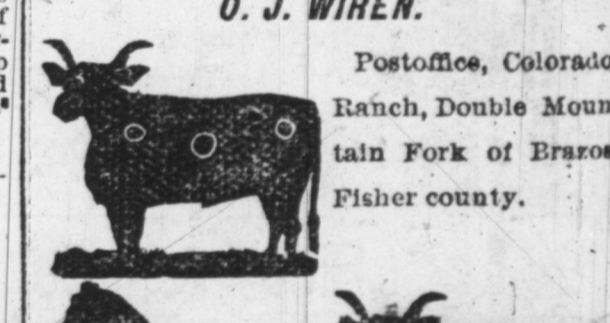 O. J. WIREN.
Postoffice, Colorado
Ranch, Double Moun
tain Fork of Brazos
Fisher county.